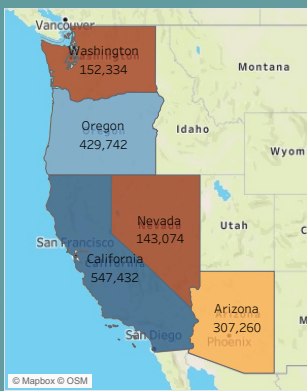 Vancouver
Washington
152,334
Montana
Oregon
429,742
Idaho
Wyom
Nevada
143,074
Utah
San Francisco
California
547,432
Arizona
307,260
San Diego
Phoenix
© Mapbox © OSM